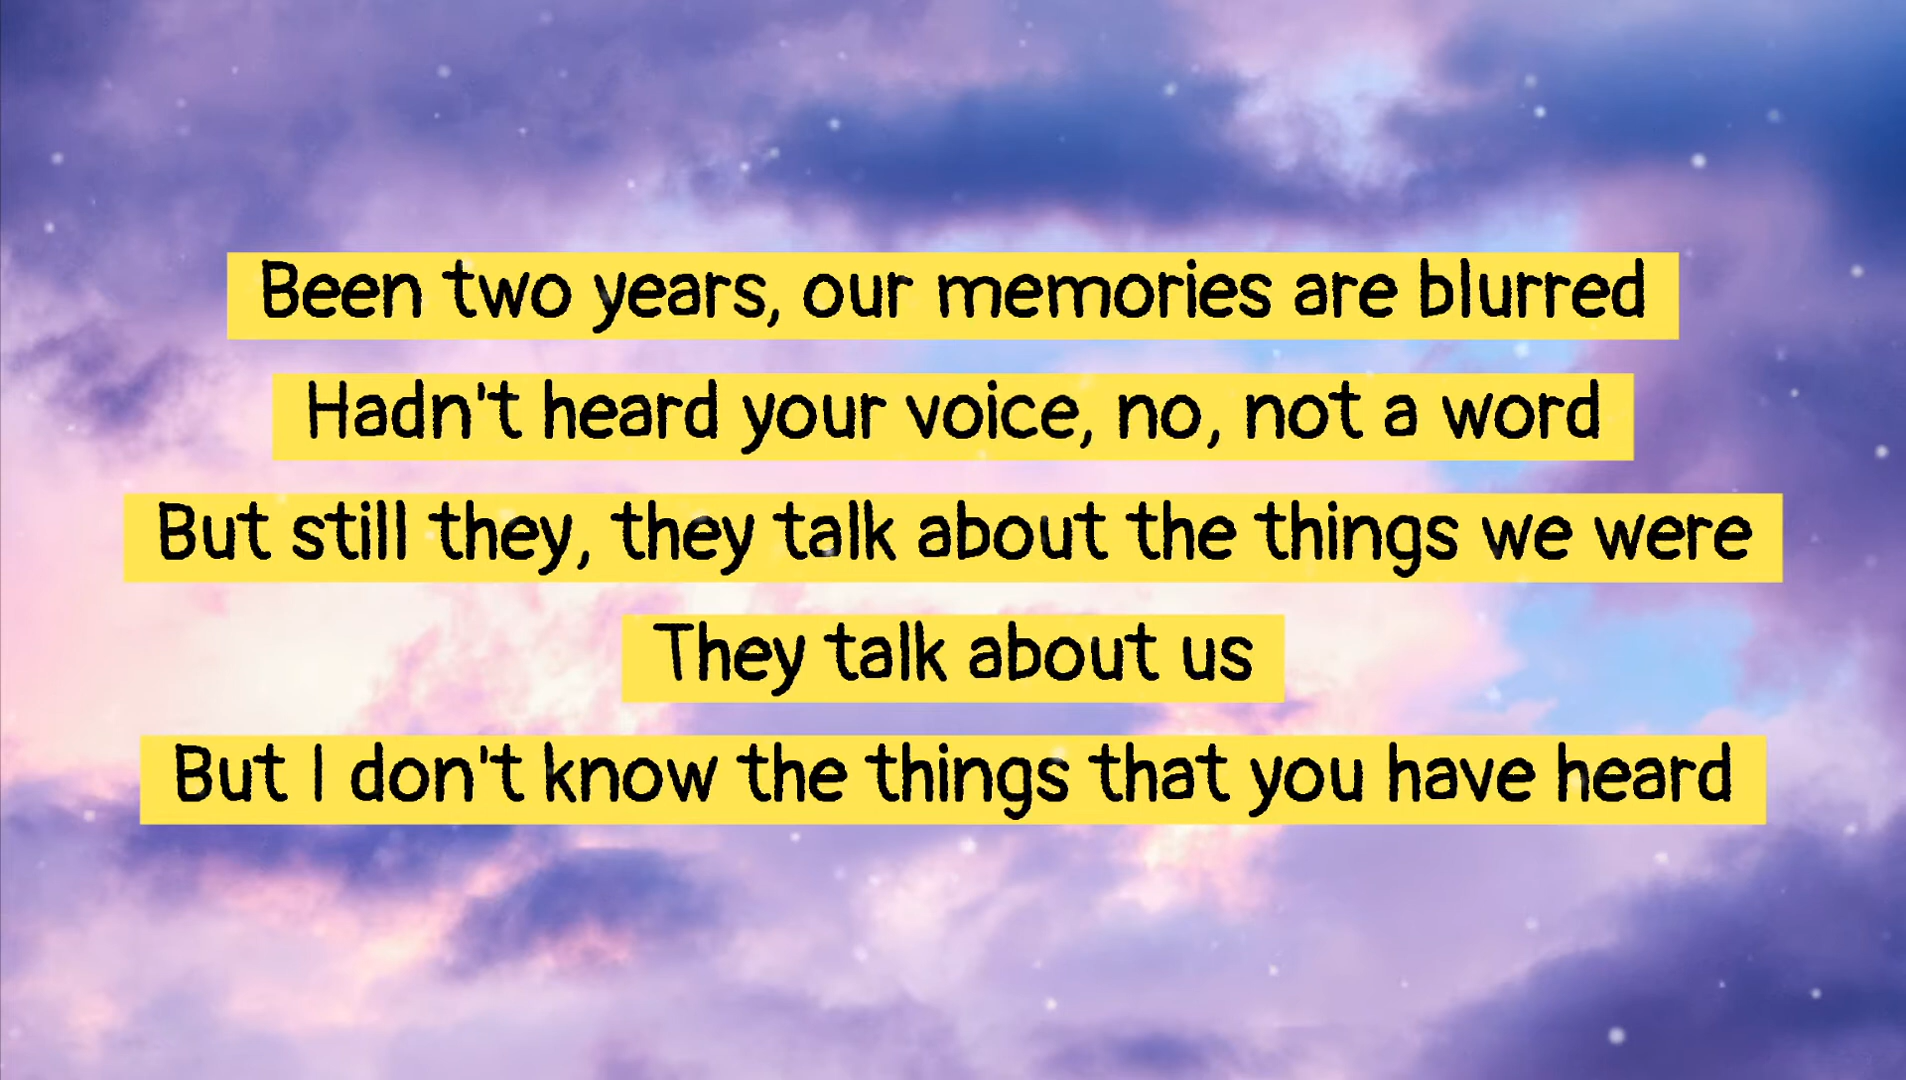 Been two years, our memories are blurred
Hadn't heard your voice, no, not a word
But still they, they talk about the things we were
They talk about us
But I don't know the things that you have heard